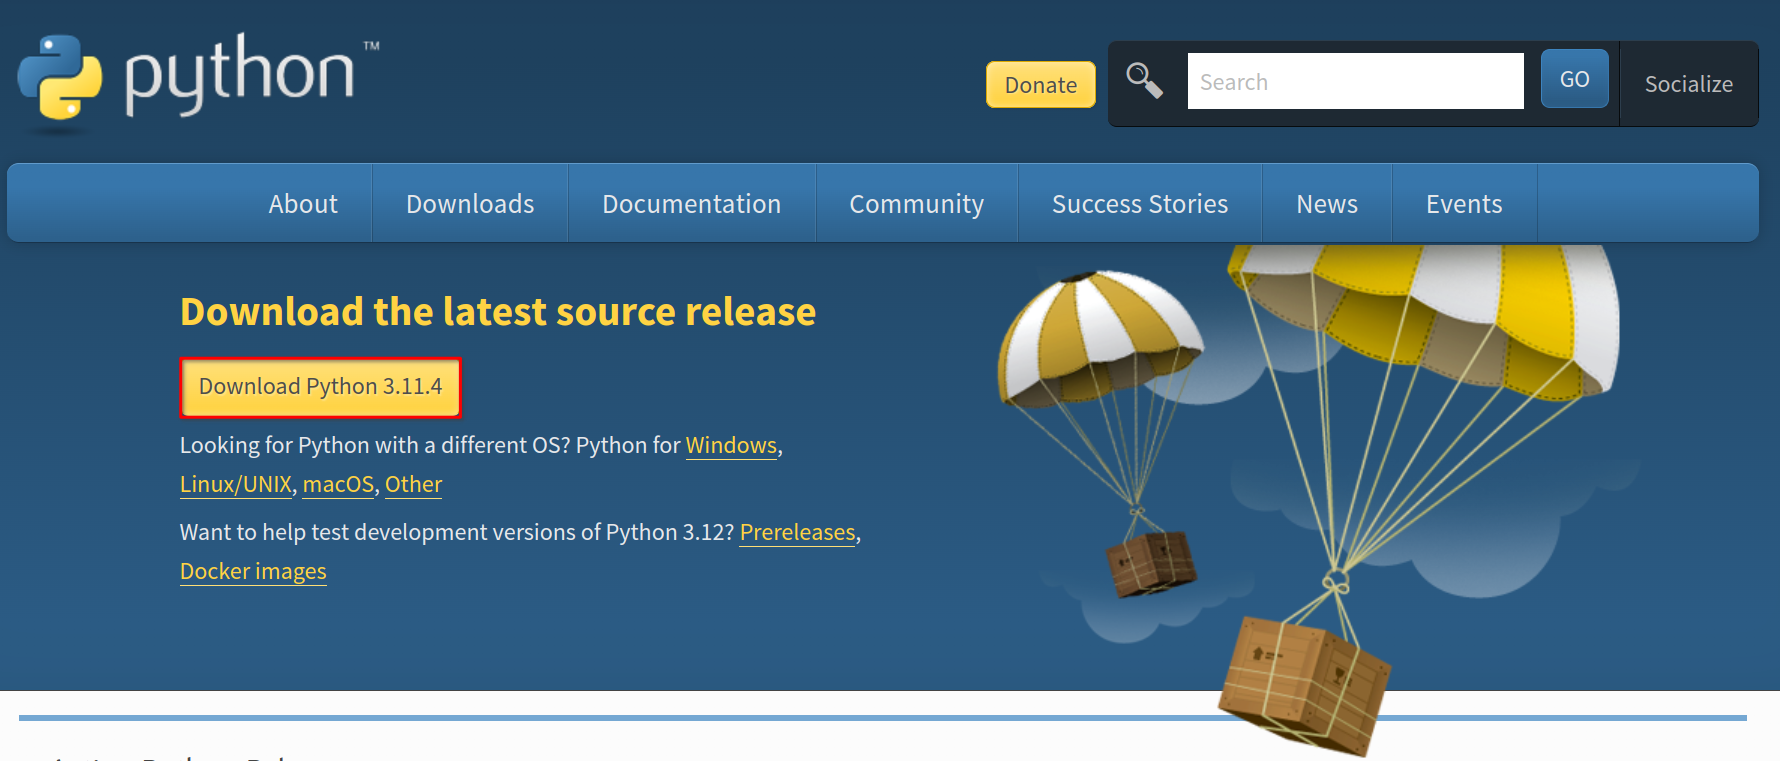 python™
Donate
Search
GO
Socialize
About
Downloads
Documentation
Community
Success Stories
News
Events
Download the latest source release
Download Python 3.11.4
Looking for Python with a different OS? Python for Windows,
Linux/UNIX, macOS, Other
Want to help test development versions of Python 3.12? Prereleases,
Docker images